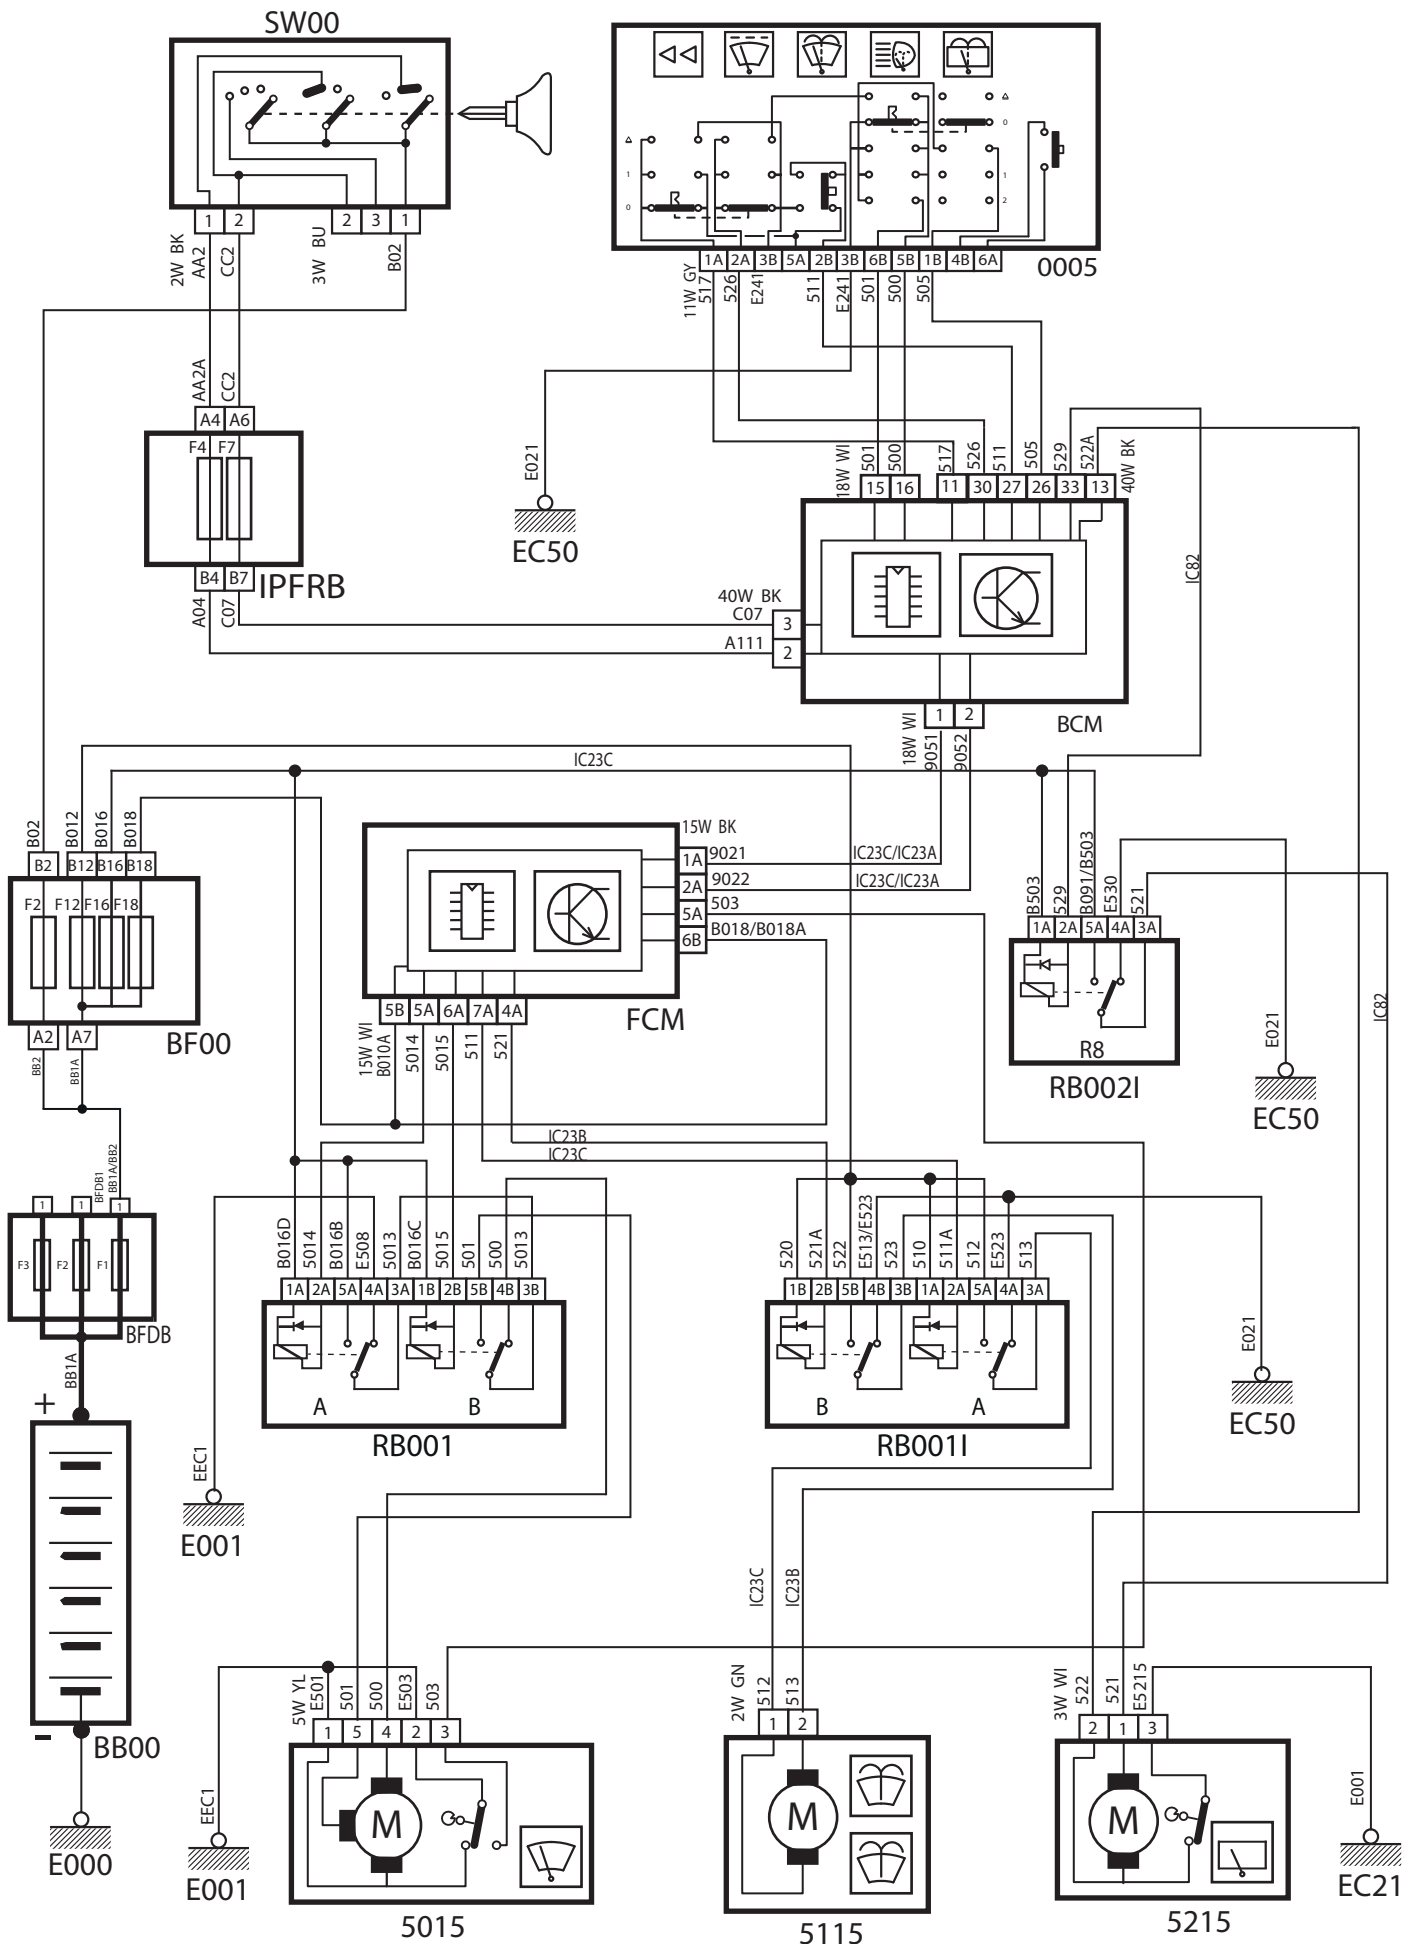 SW00
△
1
0
△
0
1
2
1 2 2 3 1
1A 2A 3B 5A 2B 3B 6B 5B 1B 4B 6A
0005
2W BK
AA2
CC2
3W BU
B02
11W GY
517
526
E241
511
E241
501
500
505
AA2A
CC2
A4 A6
F4 F7
B4 B7
IPFRB
A04
C07
E021
EC50
18W WI
501
500
517
526
511
505
529
522A
40W BK
15 16 11 30 27 26 33 13
IC82
40W BK
C07
3
A111
2
1 2
BCM
18W WI
9051
9052
IC23C
B02
B012
B016
B018
B2 B12 B16 B18
F2 F12 F16 F18
A2 A7
BF00
BB2
BB1A
15W BK
1A 9021
IC23C/IC23A
2A 9022
IC23C/IC23A
5A 503
6B B018/B018A
5B 5A 6A 7A 4A
FCM
15W WI
B010A
5014
5015
511
521
B503
529
B091/B503
E530
521
1A 2A 5A 4A 3A
R8
RB002I
E021
EC50
IC82
IC23B
IC23C
BFDB1
BB1A/BB2
1 1 1
F3 F2 F1
BFDB
BB1A
B016D
5014
B016B
E508
5013
B016C
5015
501
500
5013
1A 2A 5A 4A 3A 1B 2B 5B 4B 3B
A B
RB001
520
521A
522
E513/E523
523
510
511A
512
E523
513
1B 2B 5B 4B 3B 1A 2A 5A 4A 3A
B A
RB001I
E021
EC50
EEC1
E001
+
-
BB00
E000
IC23C
IC23B
5W YL
E501
501
500
E503
503
1 5 4 2 3
M
5015
EEC1
E001
2W GN
512
513
1 2
M
5115
3W WI
522
521
E5215
2 1 3
M
5215
E001
EC21